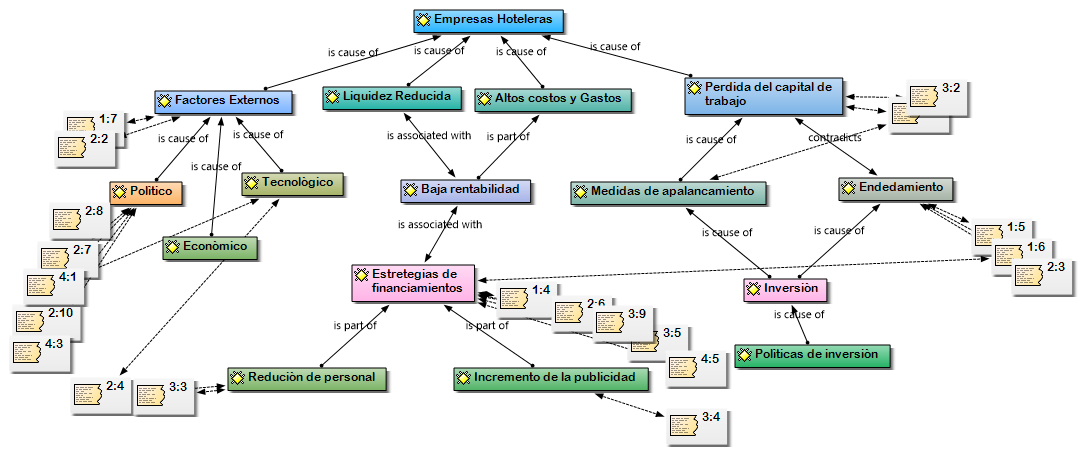 Empresas Hoteleras
is cause of
is cause of
is cause of
is cause of
Factores Externos
Liquidez Reducida
Altos costos y Gastos
Perdida del capital de
trabajo
3:2
1:7
2:2
is cause of
is cause of
is cause of
is associated with
is part of
is cause of
contradicts
Politico
Tecnològico
Baja rentabilidad
Medidas de apalancamiento
Endedamiento
2:8
2:7
4:1
2:10
4:3
Econòmico
is associated with
is cause of
is cause of
1:5
1:6
2:3
Estretegias de
financiamientos
Inversiòn
1:4
2:6
3:9
3:5
4:5
is part of
is part of
is cause of
Politicas de inversiòn
2:4
3:3
Reduciòn de personal
Incremento de la publicidad
3:4